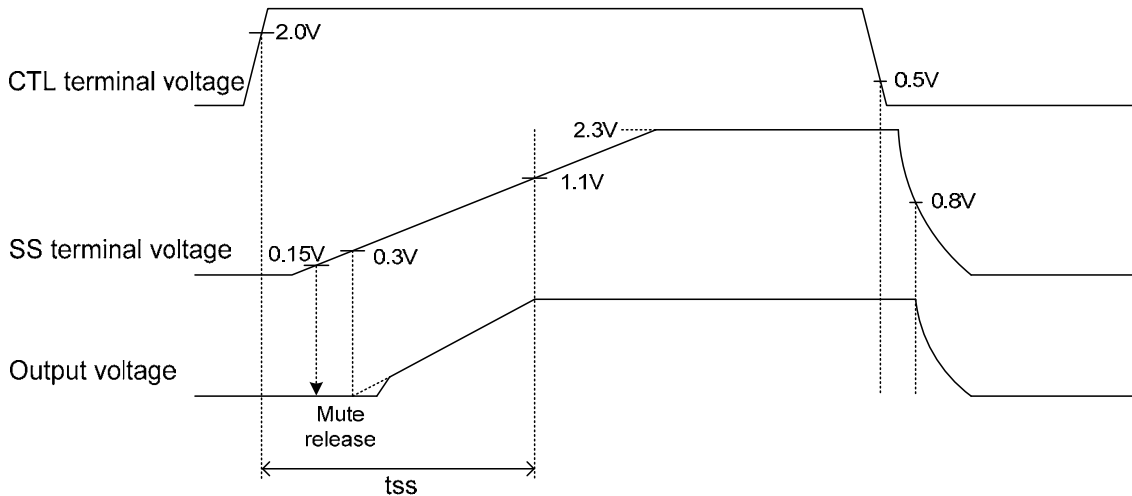 2.0V
CTL terminal voltage
0.5V
2.3V
1.1V
0.8V
SS terminal voltage
0.15V
0.3V
Output voltage
Mute
release
tss